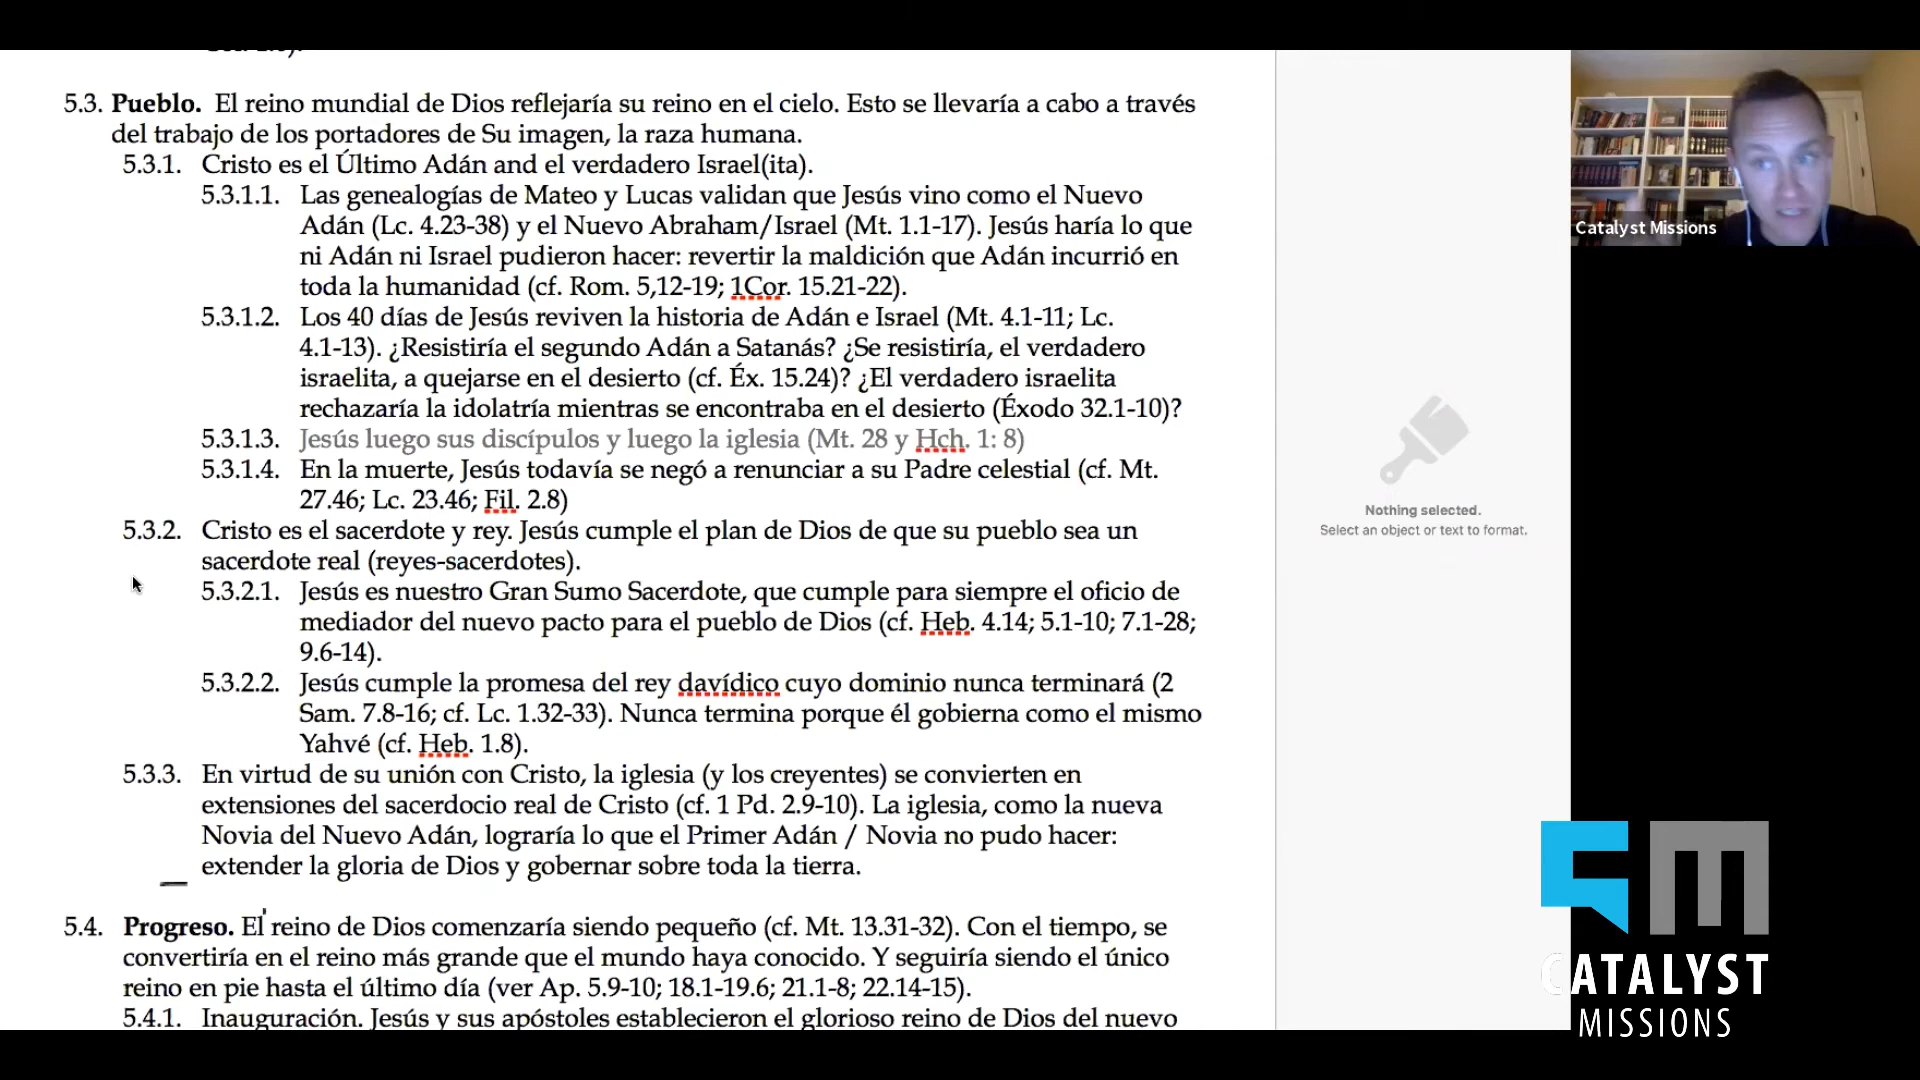 5.3. Pueblo. El reino mundial de Dios reflejaría su reino en el cielo. Esto se llevaría a cabo a través
del trabajo de los portadores de Su imagen, la raza humana.
5.3.1. Cristo es el Último Adán and el verdadero Israel(ita).
5.3.1.1. Las genealogías de Mateo y Lucas validan que Jesús vino como el Nuevo
Adán (Lc. 4.23-38) y el Nuevo Abraham/Israel (Mt. 1.1-17). Jesús haría lo que
ni Adán ni Israel pudieron hacer: revertir la maldición que Adán incurrió en
toda la humanidad (cf. Rom. 5,12-19; 1Cor. 15.21-22).
5.3.1.2. Los 40 días de Jesús reviven la historia de Adán e Israel (Mt. 4.1-11; Lc.
4.1-13). ¿Resistiría el segundo Adán a Satanás? ¿Se resistiría, el verdadero
israelita, a quejarse en el desierto (cf. Éx. 15.24)? ¿El verdadero israelita
rechazaría la idolatría mientras se encontraba en el desierto (Éxodo 32.1-10)?
5.3.1.3. Jesús luego sus discípulos y luego la iglesia (Mt. 28 y Hch. 1: 8)
5.3.1.4. En la muerte, Jesús todavía se negó a renunciar a su Padre celestial (cf. Mt.
27.46; Lc. 23.46; Fil. 2.8)
5.3.2. Cristo es el sacerdote y rey. Jesús cumple el plan de Dios de que su pueblo sea un
sacerdote real (reyes-sacerdotes).
5.3.2.1. Jesús es nuestro Gran Sumo Sacerdote, que cumple para siempre el oficio de
mediador del nuevo pacto para el pueblo de Dios (cf. Heb. 4.14; 5.1-10; 7.1-28;
9.6-14).
5.3.2.2. Jesús cumple la promesa del rey davídico cuyo dominio nunca terminará (2
Sam. 7.8-16; cf. Lc. 1.32-33). Nunca termina porque él gobierna como el mismo
Yahvé (cf. Heb. 1.8).
5.3.3. En virtud de su unión con Cristo, la iglesia (y los creyentes) se convierten en
extensiones del sacerdocio real de Cristo (cf. 1 Pd. 2.9-10). La iglesia, como la nueva
Novia del Nuevo Adán, lograría lo que el Primer Adán / Novia no pudo hacer:
extender la gloria de Dios y gobernar sobre toda la tierra.
5.4. Progreso. El reino de Dios comenzaría siendo pequeño (cf. Mt. 13.31-32). Con el tiempo, se
convertiría en el reino más grande que el mundo haya conocido. Y seguiría siendo el único
reino en pie hasta el último día (ver Ap. 5.9-10; 18.1-19.6; 21.1-8; 22.14-15).
5.4.1. Inauguración. Jesús y sus apóstoles establecieron el glorioso reino de Dios del nuevo
Nothing selected.
Select an object or text to format.
Catalyst Missions
CATALYST
MISSIONS